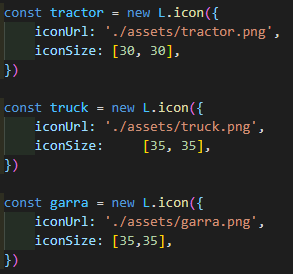 const tractor = new L.icon({
    iconUrl: './assets/tractor.png',
    iconSize: [30, 30],
})
const truck = new L.icon({
    iconUrl: './assets/truck.png',
    iconSize:     [35, 35],
})
const garra = new L.icon({
    iconUrl: './assets/garra.png',
    iconSize: [35,35],
})